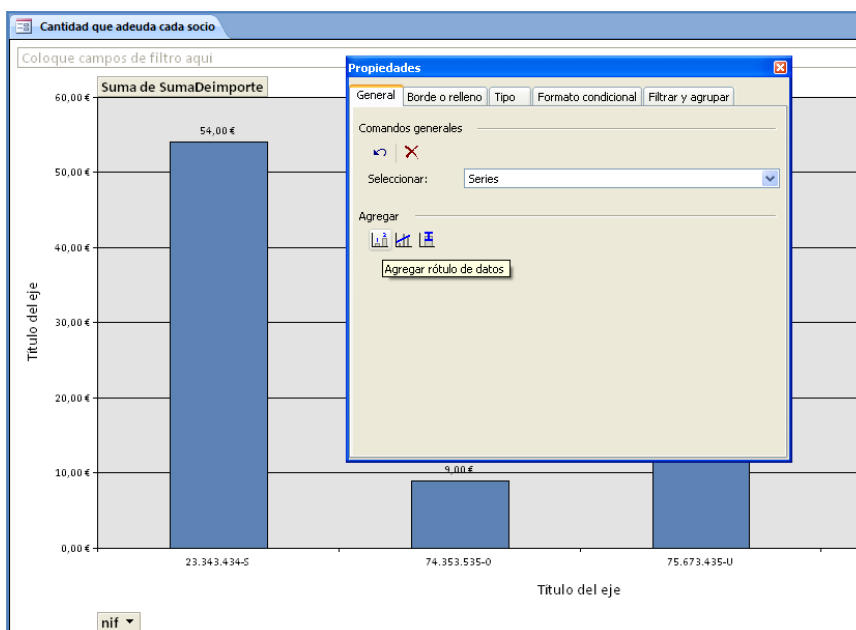 Cantidad que adeuda cada socio
Coloque campos de filtro aquí
Suma de SumaDeimporte
Propiedades
General
Borde o relleno
Tipo
Formato condicional
Filtrar y agrupar
Comandos generales
Seleccionar:
Series
Agregar
Agregar rótulo de datos
60,00 €
50,00 €
40,00 €
30,00 €
20,00 €
10,00 €
0,00 €
Título del eje
54,00 €
9,00 €
23.343.434-S
74.353.535-O
75.673.435-U
Título del eje
nif